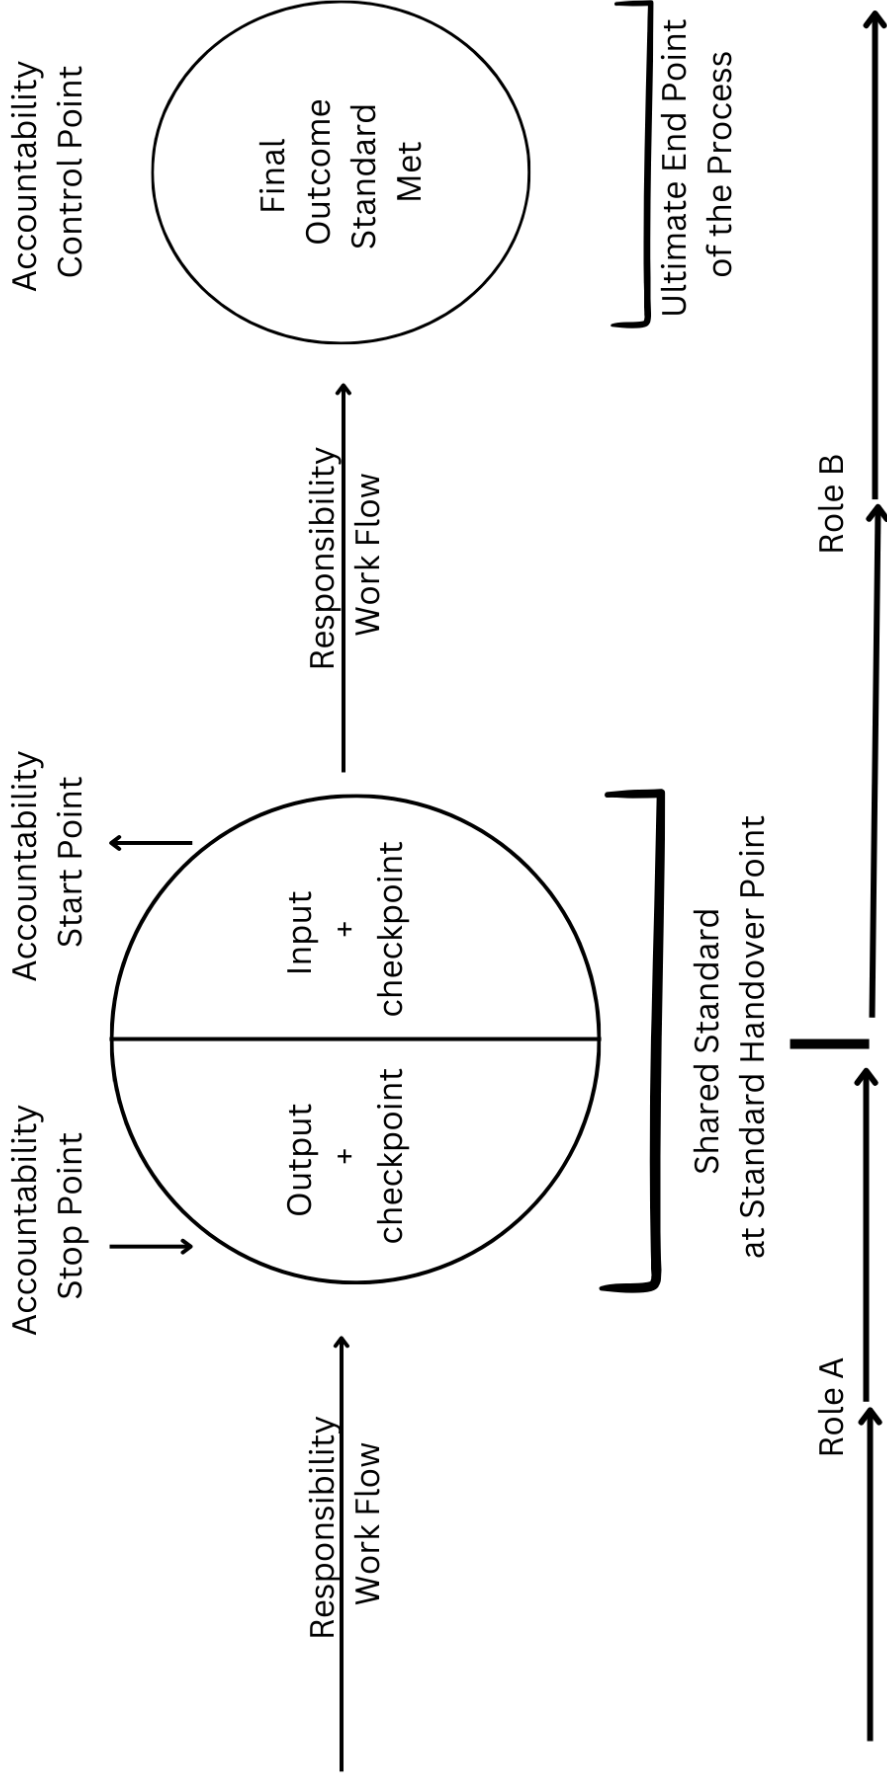 Accountability
Stop Point
Accountability
Start Point
Accountability
Control Point
Responsibility
Work Flow
Output
+
checkpoint
Input
+
checkpoint
Responsibility
Work Flow
Final
Outcome
Standard
Met
Shared Standard
at Standard Handover Point
Ultimate End Point
of the Process
Role A
Role B